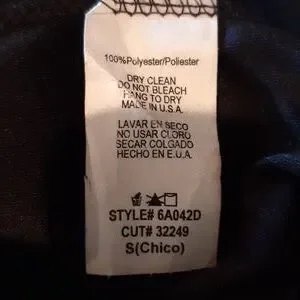 100%Polyester/Poliester
DRY CLEAN
DO NOT BLEACH
HANG TO DRY
MADE IN U.S.A.
LAVAR EN SECO
NO USAR CLORO
SECAR COLGADO
HECHO EN E.U.A.
STYLE# 6A042D
CUT# 32249
S(Chico)